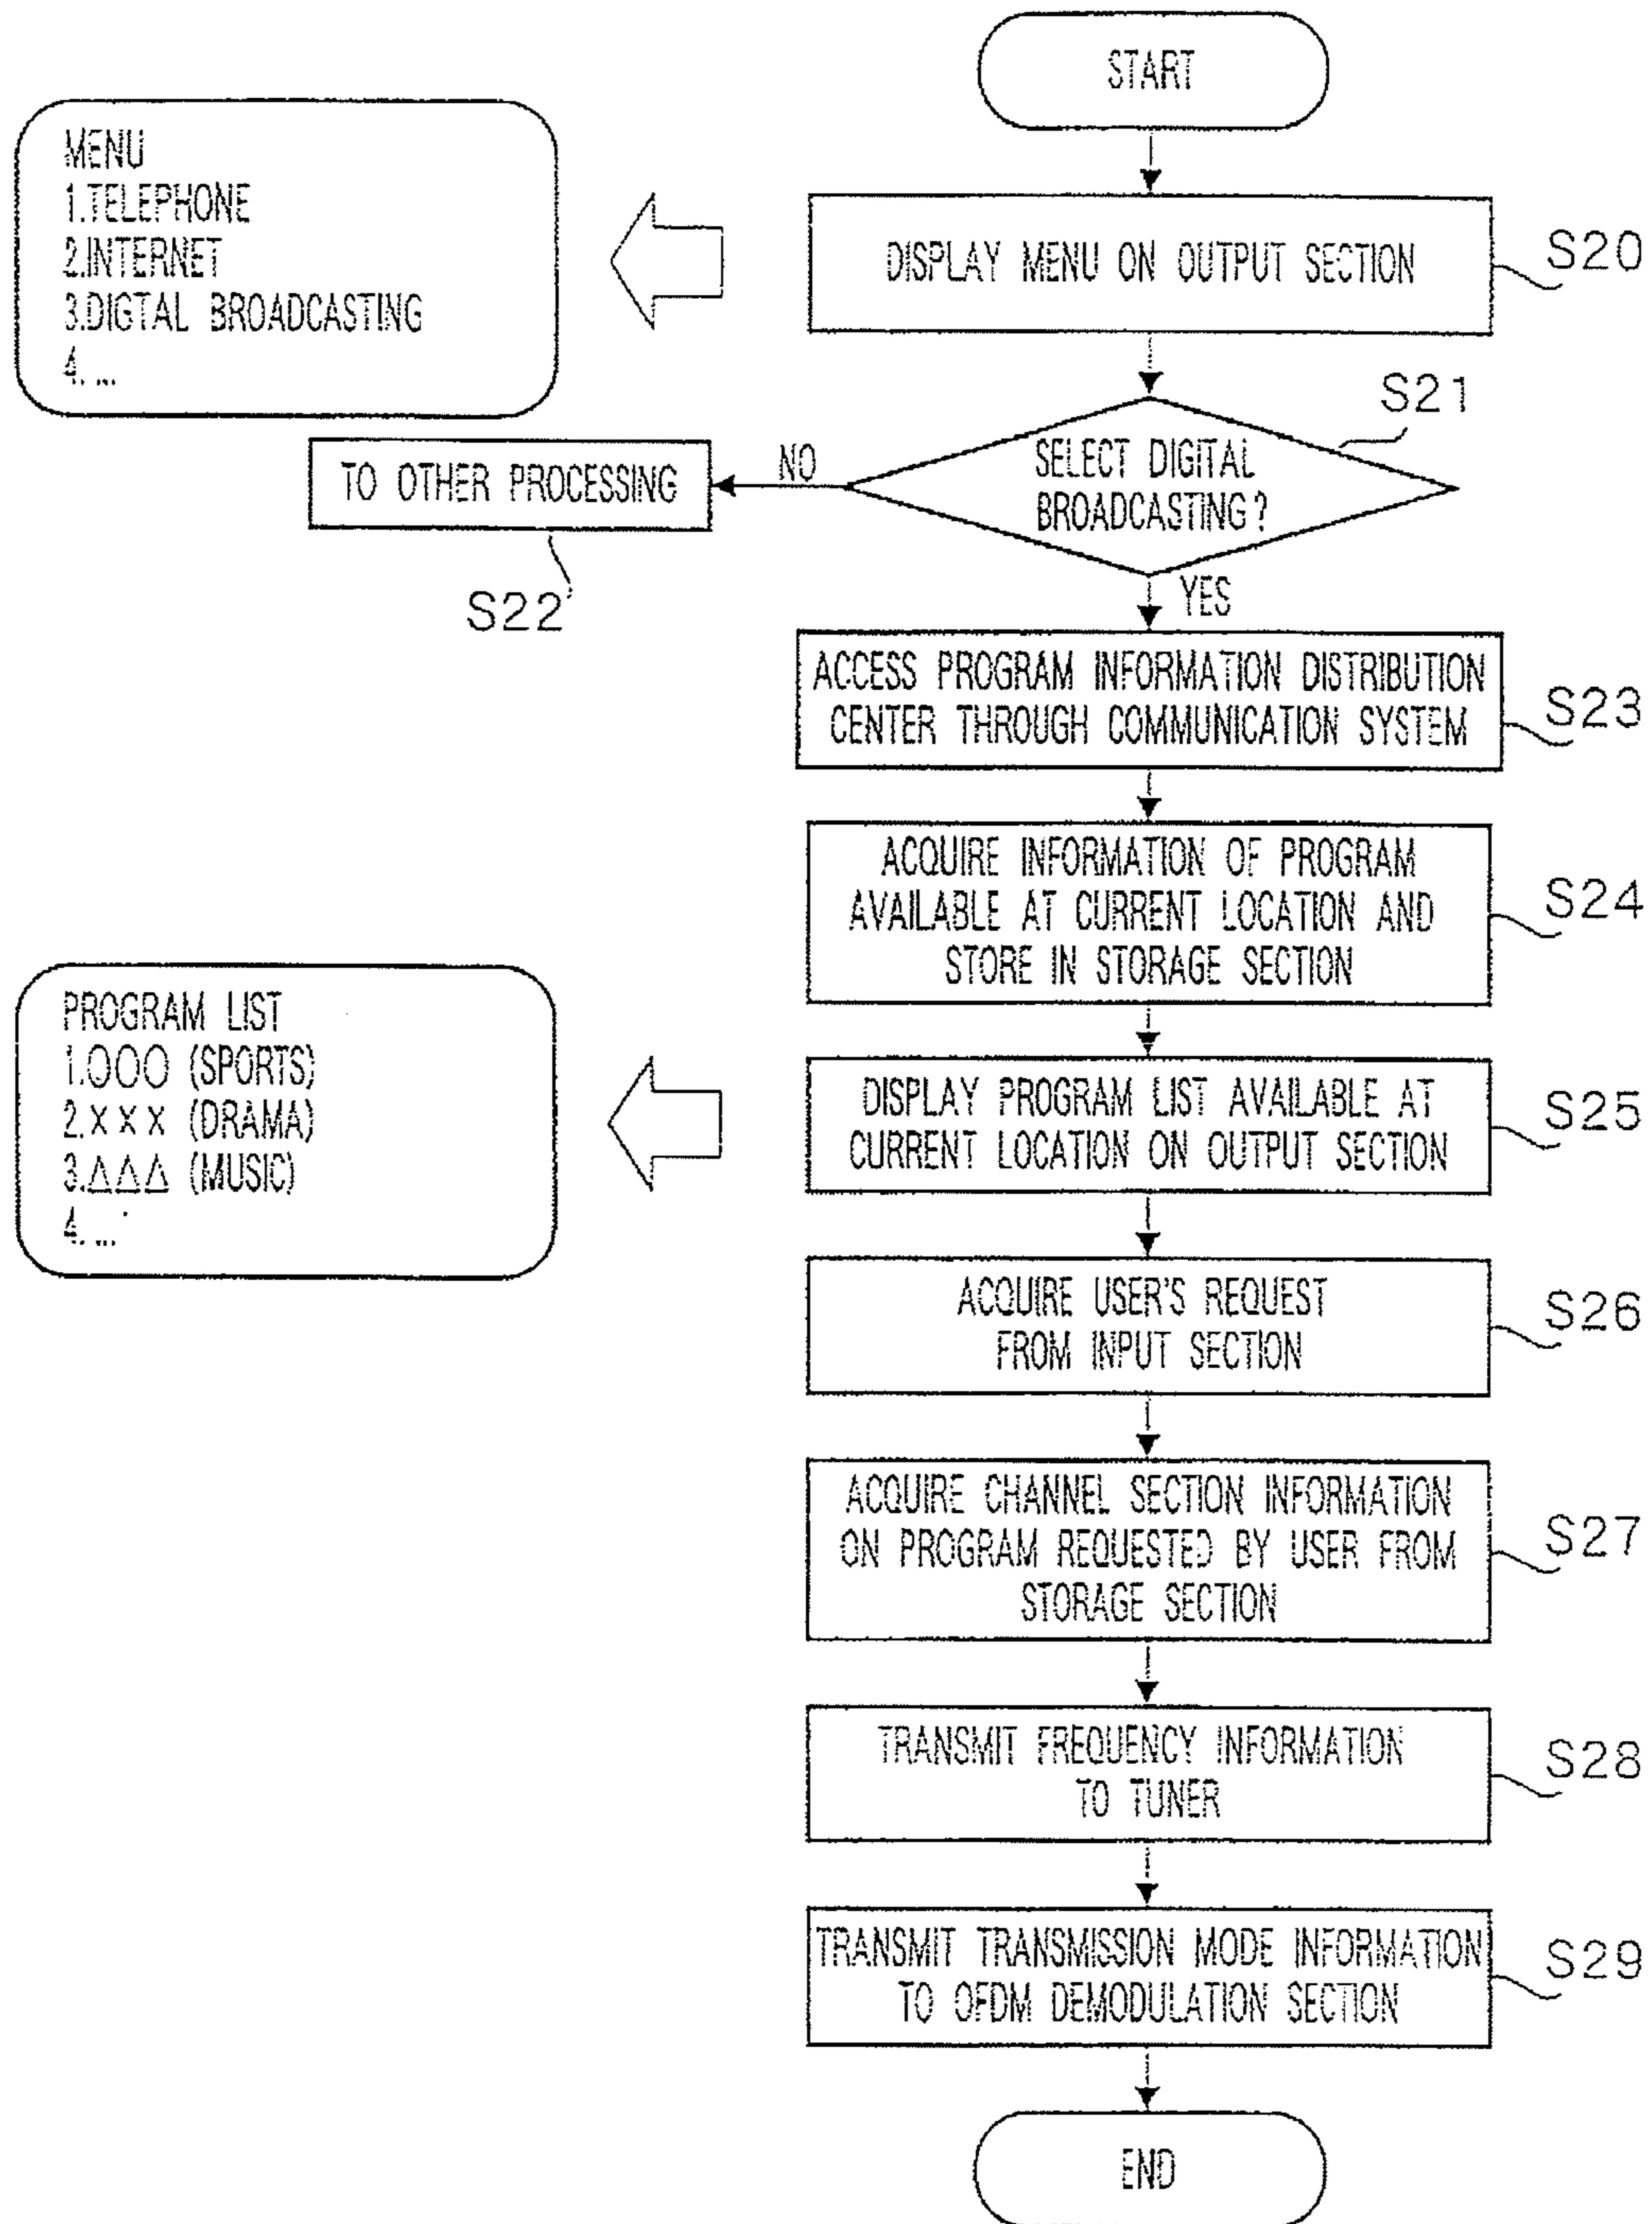 START
MENU
1.TELEPHONE
2.INTERNET
3.DIGTAL BROADCASTING
4. ...
DISPLAY MENU ON OUTPUT SECTION
S20
SELECT DIGITAL
BROADCASTING?
S21
NO
TO OTHER PROCESSING
S22
YES
ACCESS PROGRAM INFORMATION DISTRIBUTION
CENTER THROUGH COMMUNICATION SYSTEM
S23
ACQUIRE INFORMATION OF PROGRAM
AVAILABLE AT CURRENT LOCATION AND
STORE IN STORAGE SECTION
S24
PROGRAM LIST
1.○○○ (SPORTS)
2.××× (DRAMA)
3.△△△ (MUSIC)
4. ...
DISPLAY PROGRAM LIST AVAILABLE AT
CURRENT LOCATION ON OUTPUT SECTION
S25
ACQUIRE USER'S REQUEST
FROM INPUT SECTION
S26
ACQUIRE CHANNEL SECTION INFORMATION
ON PROGRAM REQUESTED BY USER FROM
STORAGE SECTION
S27
TRANSMIT FREQUENCY INFORMATION
TO TUNER
S28
TRANSMIT TRANSMISSION MODE INFORMATION
TO OFDM DEMODULATION SECTION
S29
END